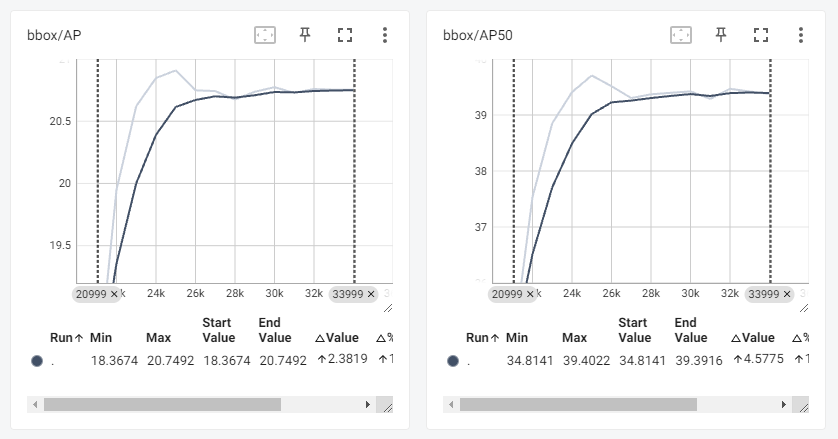 bbox/AP
20.5
20
19.5
20999 ✕ k 24k 26k 28k 30k 32k 33999 ✕
Run↑ Min Max Start Value End Value △Value △%
. 18.3674 20.7492 18.3674 20.7492 ↑2.3819 ↑1
bbox/AP50
39
38
37
36
20999 ✕ k 24k 26k 28k 30k 32k 33999 ✕
Run↑ Min Max Start Value End Value △Value △%
. 34.8141 39.4022 34.8141 39.3916 ↑4.5775 ↑1